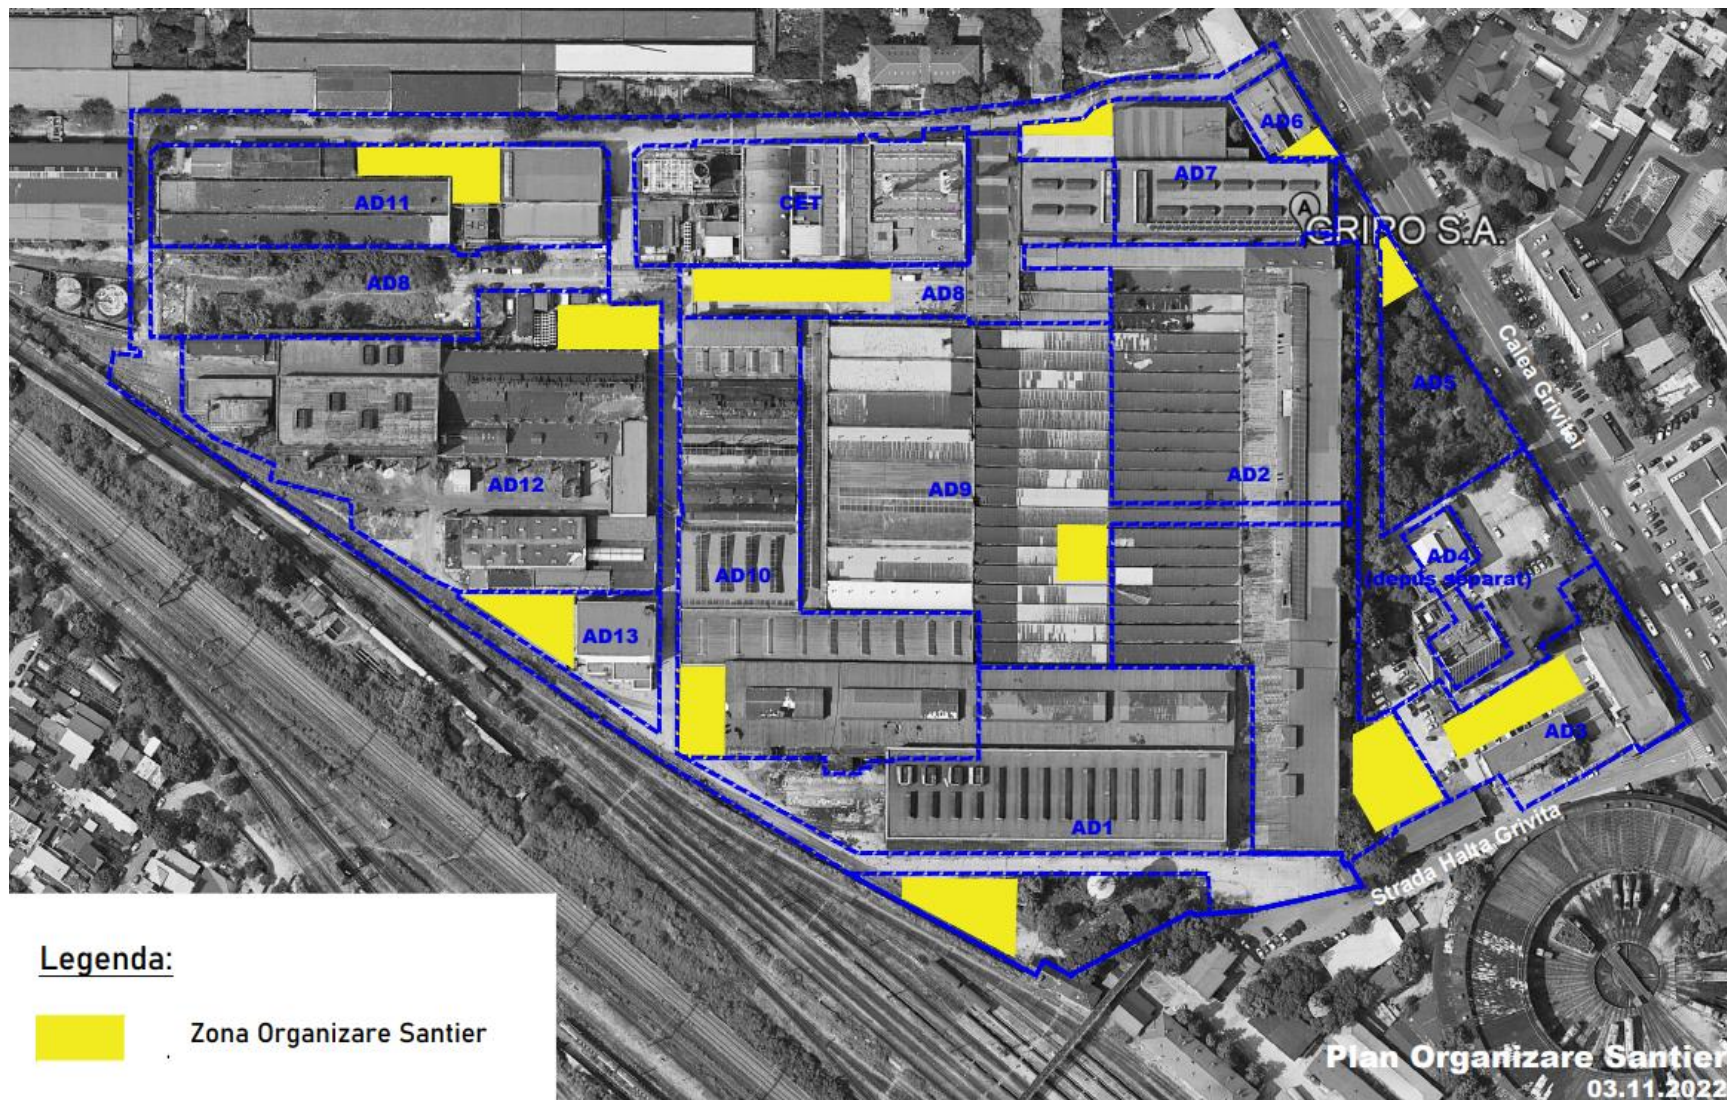 AD6
AD7
AD11
CET
A
GRIRO S.A.
AD8
AD8
Calea Grivitei
AD5
AD2
AD12
AD9
AD4
(depus separat)
AD10
AD13
AD3
AD1
Strada Halta Grivita
Legenda:
Zona Organizare Santier
Plan Organizare Santier
03.11.2022